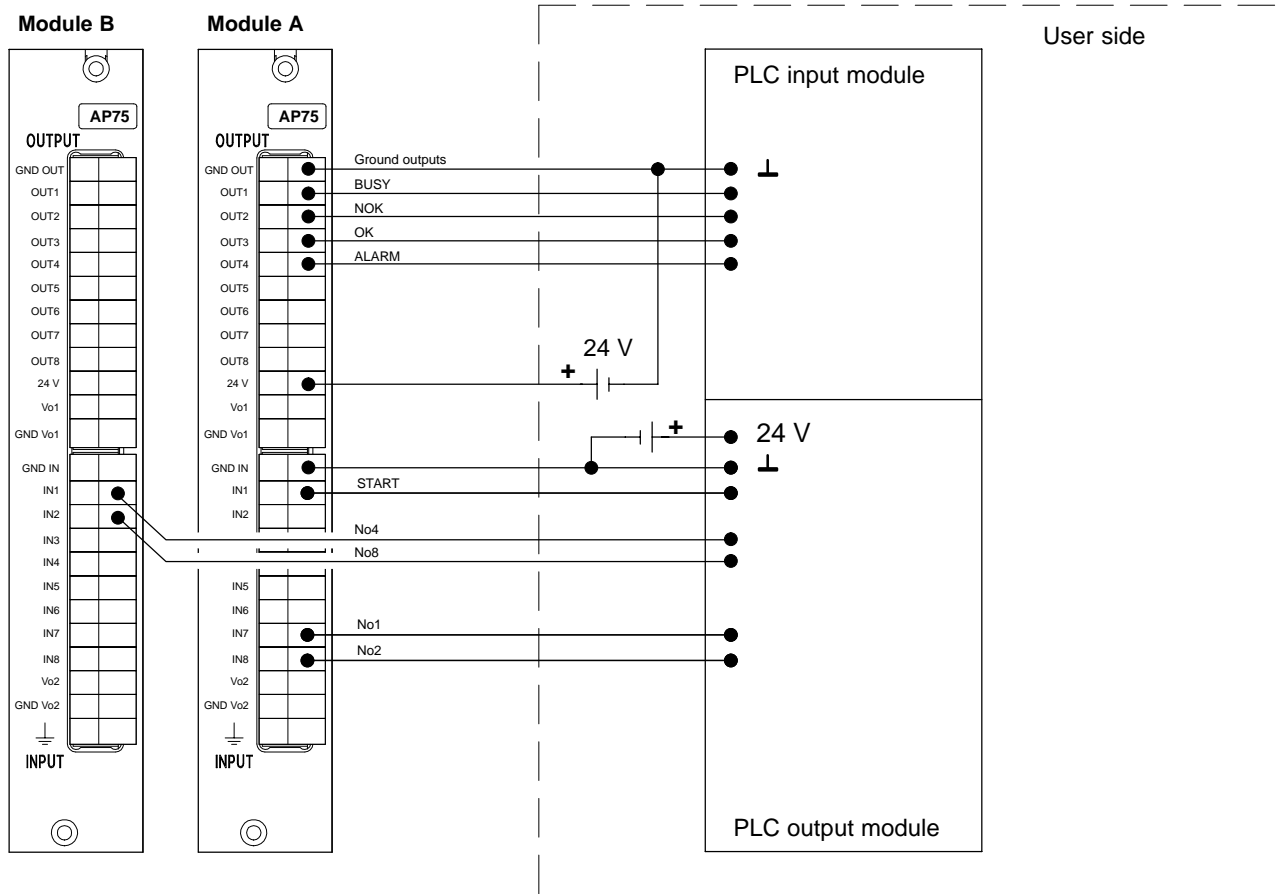 Module B
Module A
User side
PLC input module
AP75
AP75
OUTPUT
OUTPUT
GND OUT
OUT1
OUT2
OUT3
OUT4
OUT5
OUT6
OUT7
OUT8
24 V
Vo1
GND Vo1
GND IN
IN1
IN2
IN3
IN4
IN5
IN6
IN7
IN8
Vo2
GND Vo2
INPUT
GND OUT
OUT1
OUT2
OUT3
OUT4
OUT5
OUT6
OUT7
OUT8
24 V
Vo1
GND Vo1
GND IN
IN1
IN2
IN5
IN6
IN7
IN8
Vo2
GND Vo2
INPUT
Ground outputs
BUSY
NOK
OK
ALARM
24 V
+
+
24 V
START
No4
No8
No1
No2
PLC output module